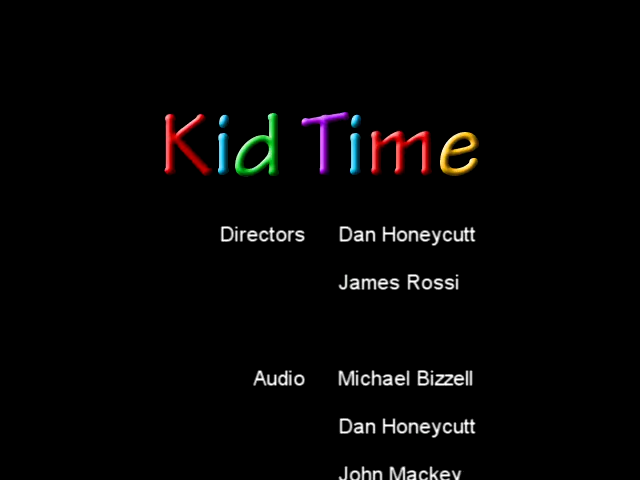 Kid Time
Directors Dan Honeycutt
James Rossi
Audio Michael Bizzell
Dan Honeycutt
John Mackey